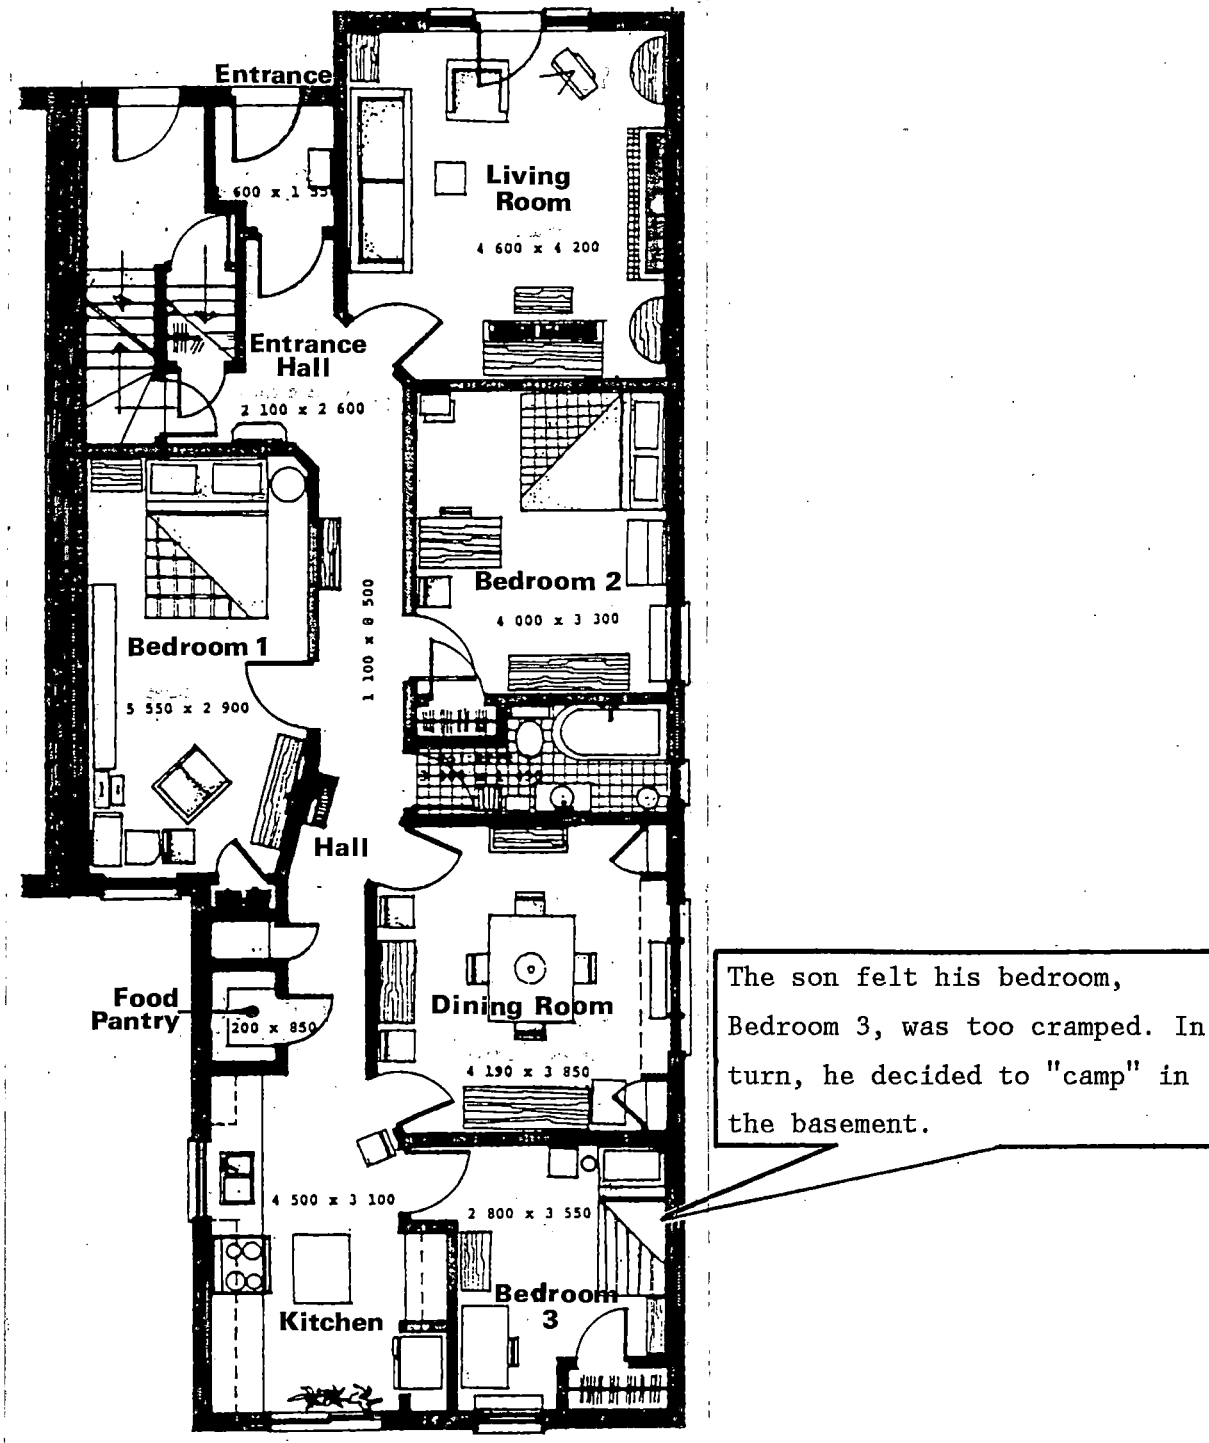 Entrance
600 x 1
Living
Room
4 600 x 4 200
Entrance
Hall
2 100 x 2 600
Bedroom 2
4 000 x 3 300
1 100 x 8 500
Bedroom 1
5 550 x 2 900
Hall
Food
Pantry
200 x 850
Dining Room
4 190 x 3 850
The son felt his bedroom,
Bedroom 3, was too cramped. In
turn, he decided to "camp" in
the basement.
4 500 x 3 100
2 800 x 3 550
Kitchen
Bedroom
3